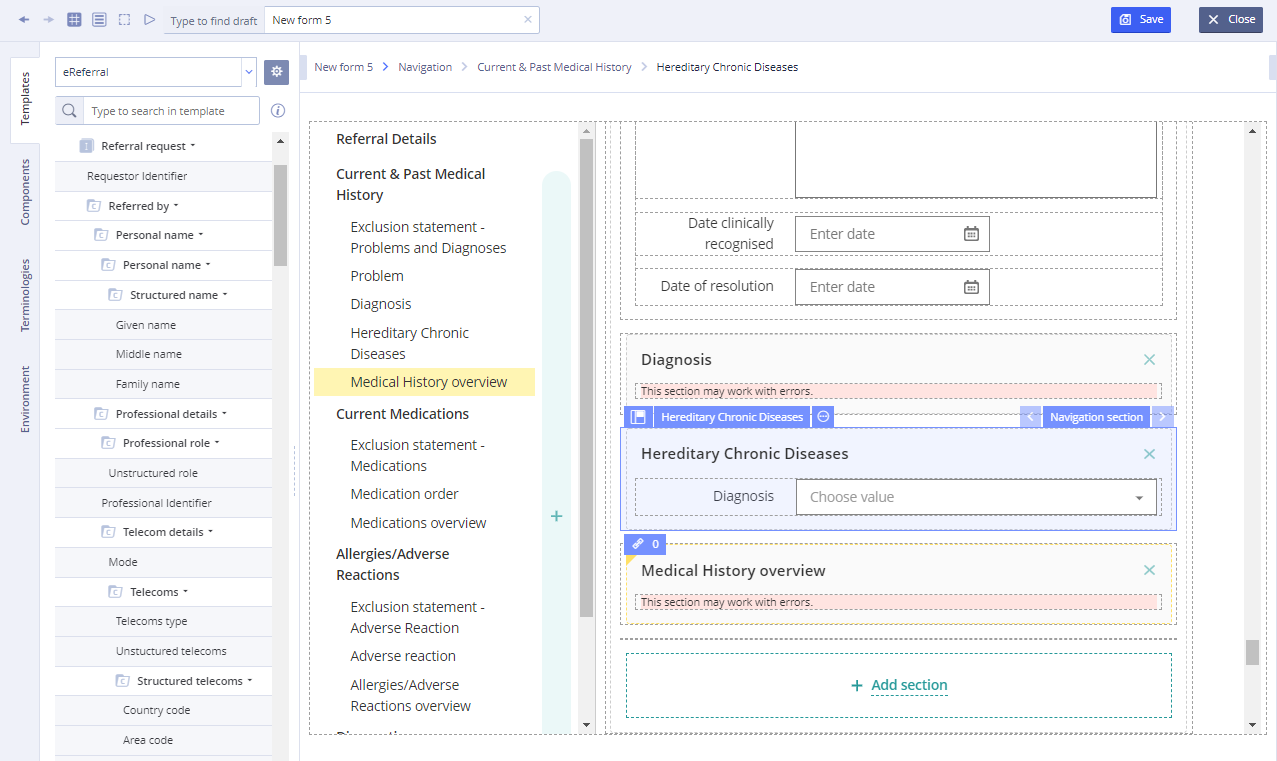 Type to find draft
New form 5
Save
Close
Templates
Components
Terminologies
Environment
eReferral
Type to search in template
Referral request
Requestor Identifier
Referred by
Personal name
Personal name
Structured name
Given name
Middle name
Family name
Professional details
Professional role
Unstructured role
Professional Identifier
Telecom details
Mode
Telecoms
Telecoms type
Unstuctured telecoms
Structured telecoms
Country code
Area code
New form 5 > Navigation > Current & Past Medical History > Hereditary Chronic Diseases
Referral Details
Current & Past Medical
History
Exclusion statement -
Problems and Diagnoses
Problem
Diagnosis
Hereditary Chronic
Diseases
Medical History overview
Current Medications
Exclusion statement -
Medications
Medication order
Medications overview
Allergies/Adverse
Reactions
Exclusion statement -
Adverse Reaction
Adverse reaction
Allergies/Adverse
Reactions overview
Date clinically
recognised
Enter date
Date of resolution
Enter date
Diagnosis
This section may work with errors.
Hereditary Chronic Diseases
Navigation section
Hereditary Chronic Diseases
Diagnosis
Choose value
0
Medical History overview
This section may work with errors.
+ Add section